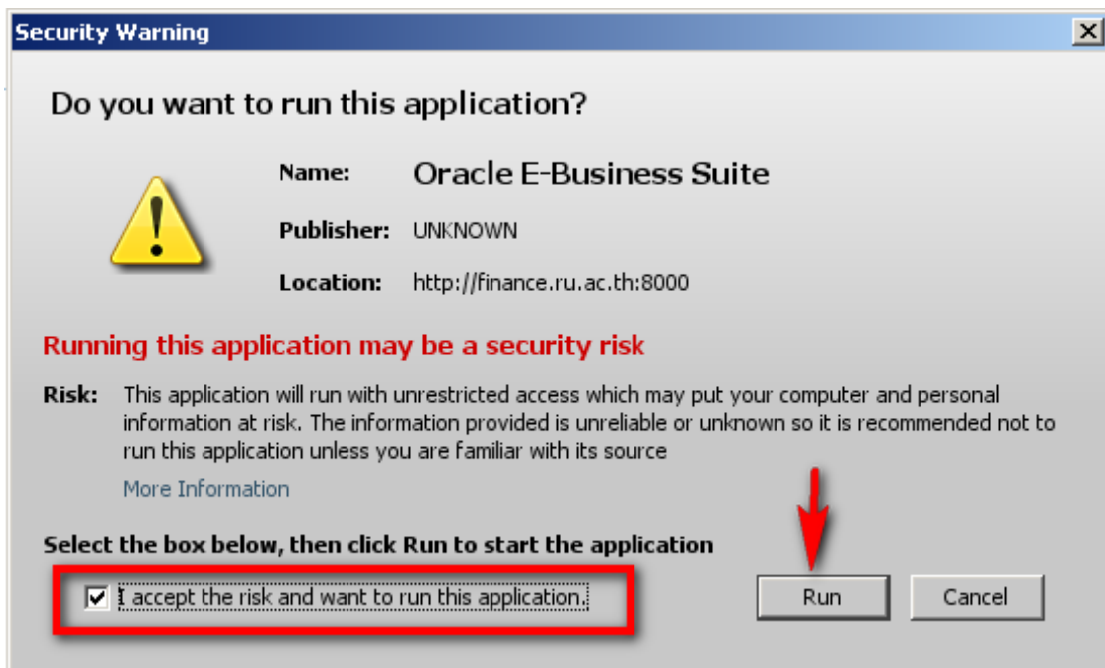 Security Warning
Do you want to run this application?
Name: Oracle E-Business Suite
Publisher: UNKNOWN
Location: http://finance.ru.ac.th:8000
Running this application may be a security risk
Risk: This application will run with unrestricted access which may put your computer and personal
information at risk. The information provided is unreliable or unknown so it is recommended not to
run this application unless you are familiar with its source
More Information
Select the box below, then click Run to start the application
I accept the risk and want to run this application.
Run Cancel